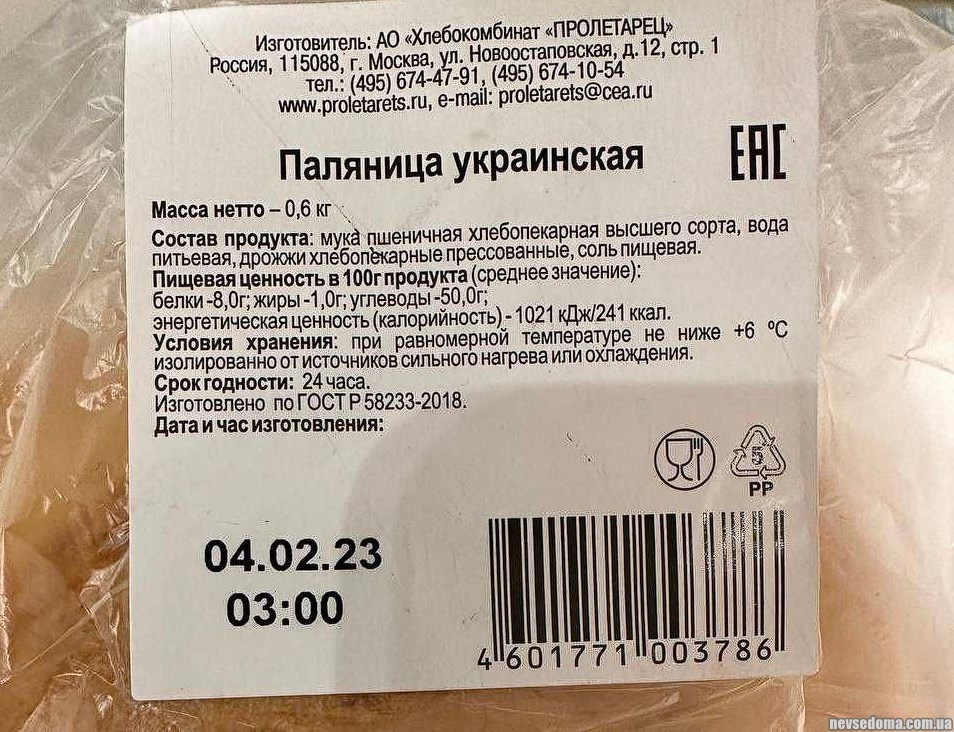 Изготовитель: АО «Хлебокомбинат «ПРОЛЕТАРЕЦ»
Россия, 115088, г. Москва, ул. Новоостаповская, д.12, стр. 1
тел.: (495) 674-47-91, (495) 674-10-54
www.proletarets.ru, e-mail: proletarets@cea.ru
Паляница украинская
EAC
Масса нетто – 0,6 кг
Состав продукта: мука пшеничная хлебопекарная высшего сорта, вода
питьевая, дрожжи хлебопекарные прессованные, соль пищевая.
Пищевая ценность в 100г продукта (среднее значение):
белки -8,0г; жиры -1,0г; углеводы -50,0г;
энергетическая ценность (калорийность) - 1021 кДж/241 ккал.
Условия хранения: при равномерной температуре не ниже +6 °С
изолированно от источников сильного нагрева или охлаждения.
Срок годности: 24 часа.
Изготовлено по ГОСТ Р 58233-2018.
Дата и час изготовления:
5
PP
04.02.23
03:00
4 601771 003786
nevsedoma.com.ua